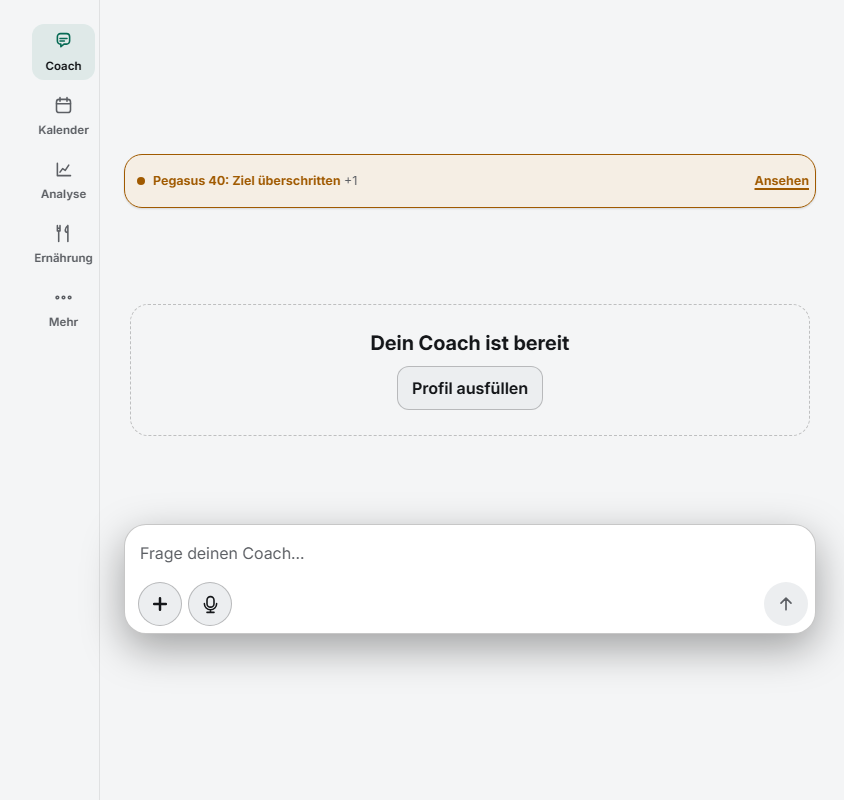 Coach
Kalender
Analyse
Ernährung
Mehr
Pegasus 40: Ziel überschritten +1
Ansehen
Dein Coach ist bereit
Profil ausfüllen
Frage deinen Coach...